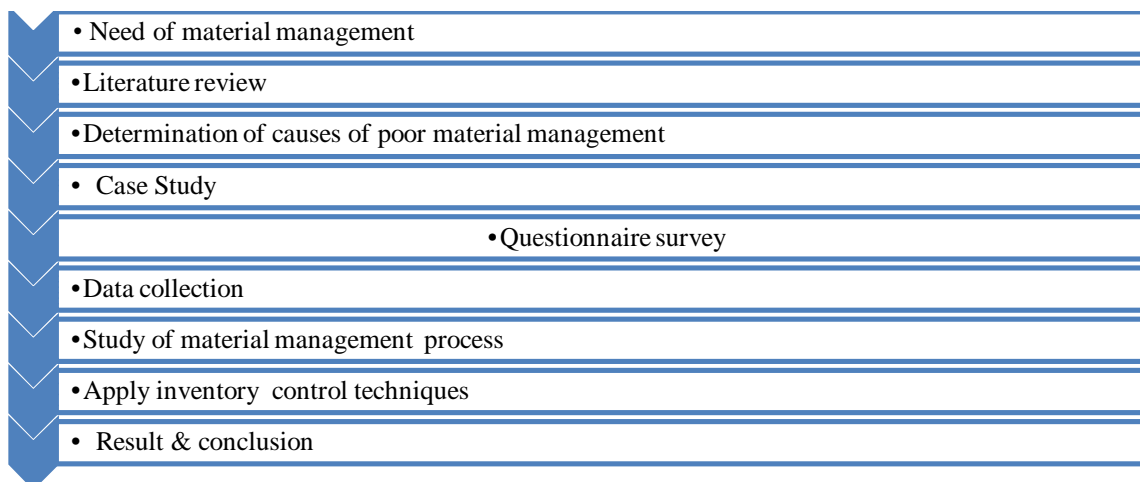 • Need of material management
•Literature review
•Determination of causes of poor material management
• Case Study
•Questionnaire survey
•Data collection
•Study of material management process
•Apply inventory control techniques
• Result & conclusion